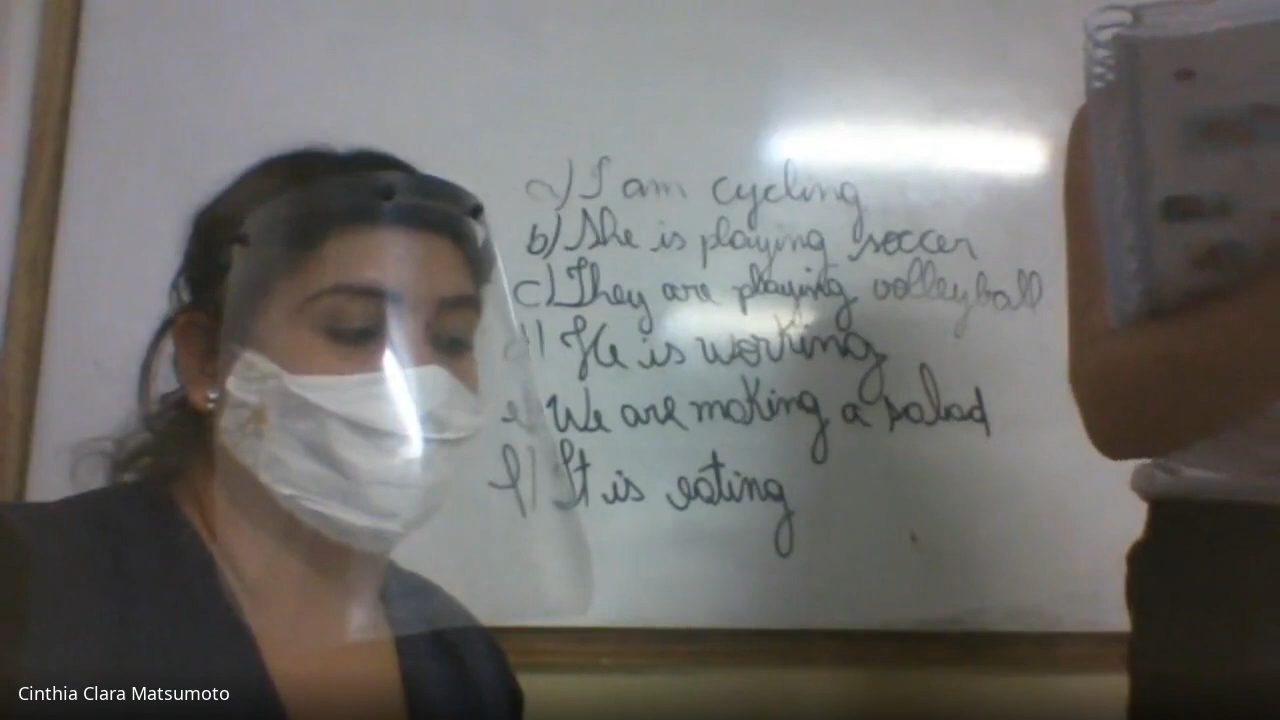 a) I am cycling
b) She is playing soccer
c) They are playing volleyball
d) He is working
e) We are making a salad
f) It is eating
Cinthia Clara Matsumoto